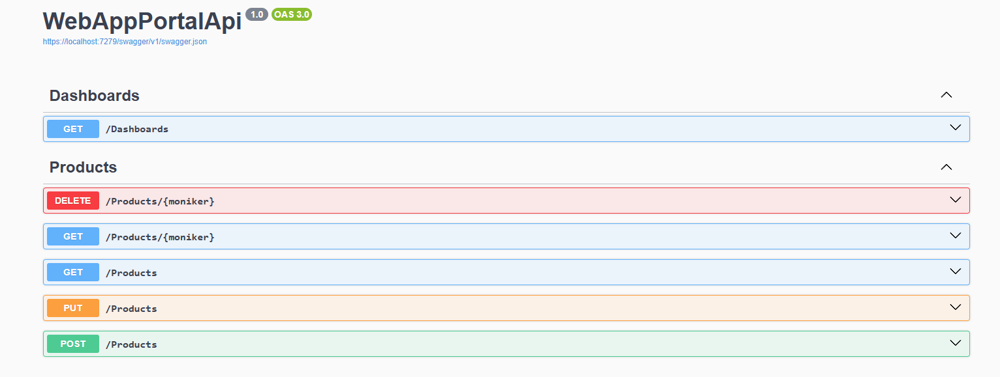 WebAppPortalApi 1.0 OAS 3.0
https://localhost:7279/swagger/v1/swagger.json
Dashboards
GET /Dashboards
Products
DELETE /Products/{moniker}
GET /Products/{moniker}
GET /Products
PUT /Products
POST /Products